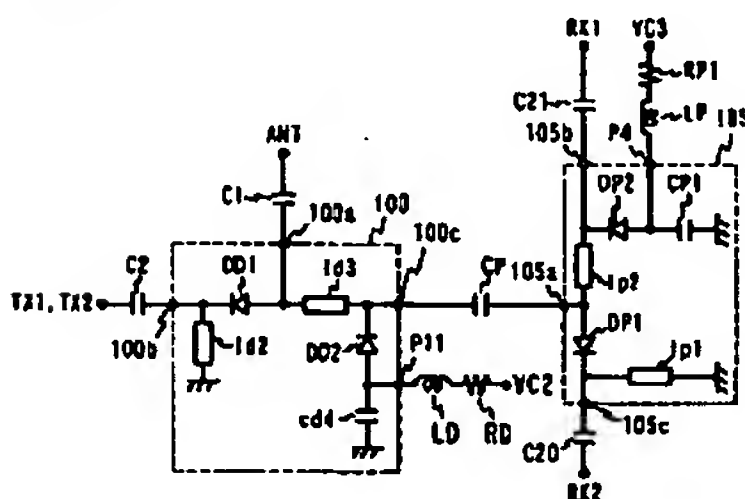 RX1 VC3
RP1
C21
LP 105
ANT 105b P4
DP2 CP1
C1
100a 100 100c
C2 DD1 ld3 CP 105a lp2
TX1, TX2
DP1
100b ld2 DD2 P11 lp1
VC2
cd4 LD RD 105c
C20
RX2